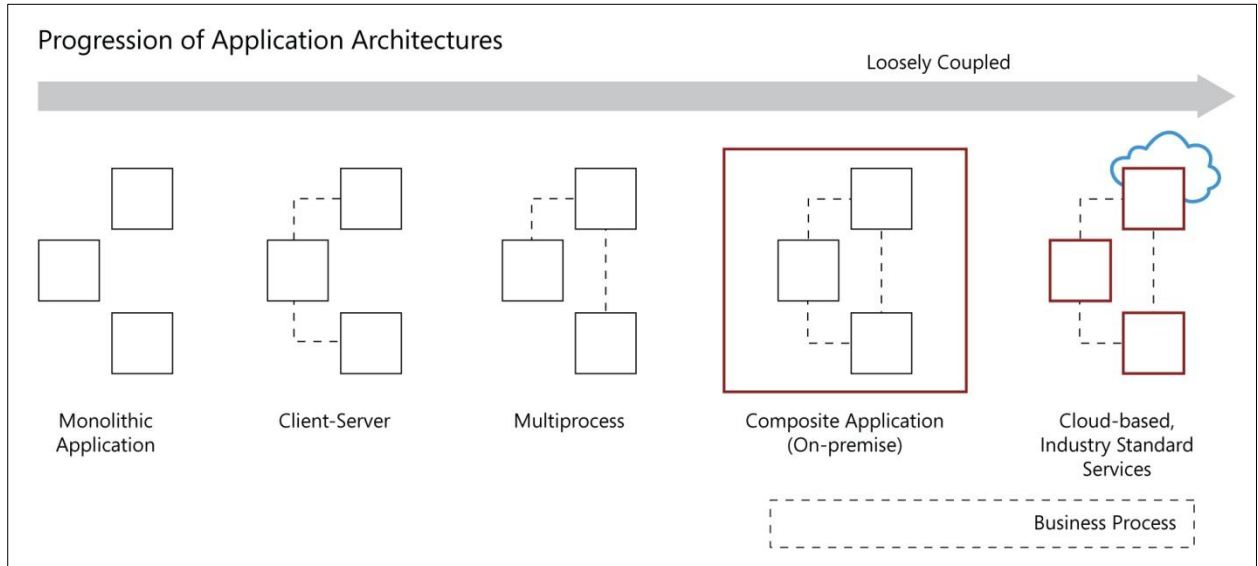 Progression of Application Architectures
Loosely Coupled
Monolithic
Application
Client-Server
Multiprocess
Composite Application
(On-premise)
Cloud-based,
Industry Standard
Services
Business Process